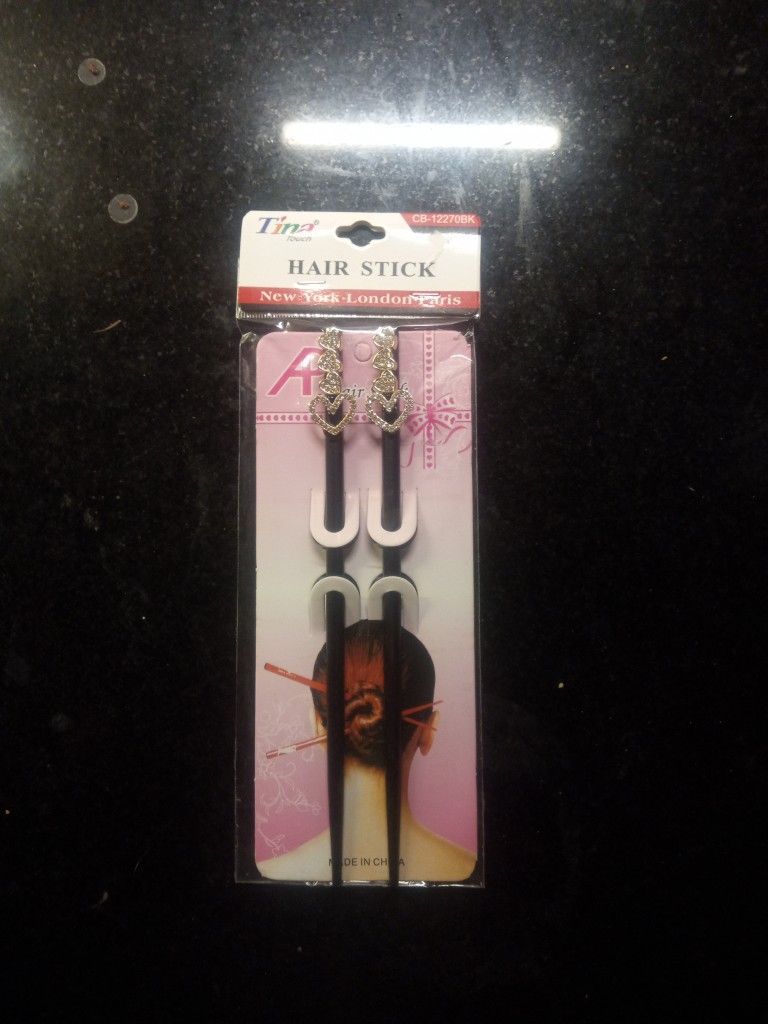 Tina®
Touch
CB-12270BK
HAIR STICK
New-York-London-Paris
MADE IN CHINA